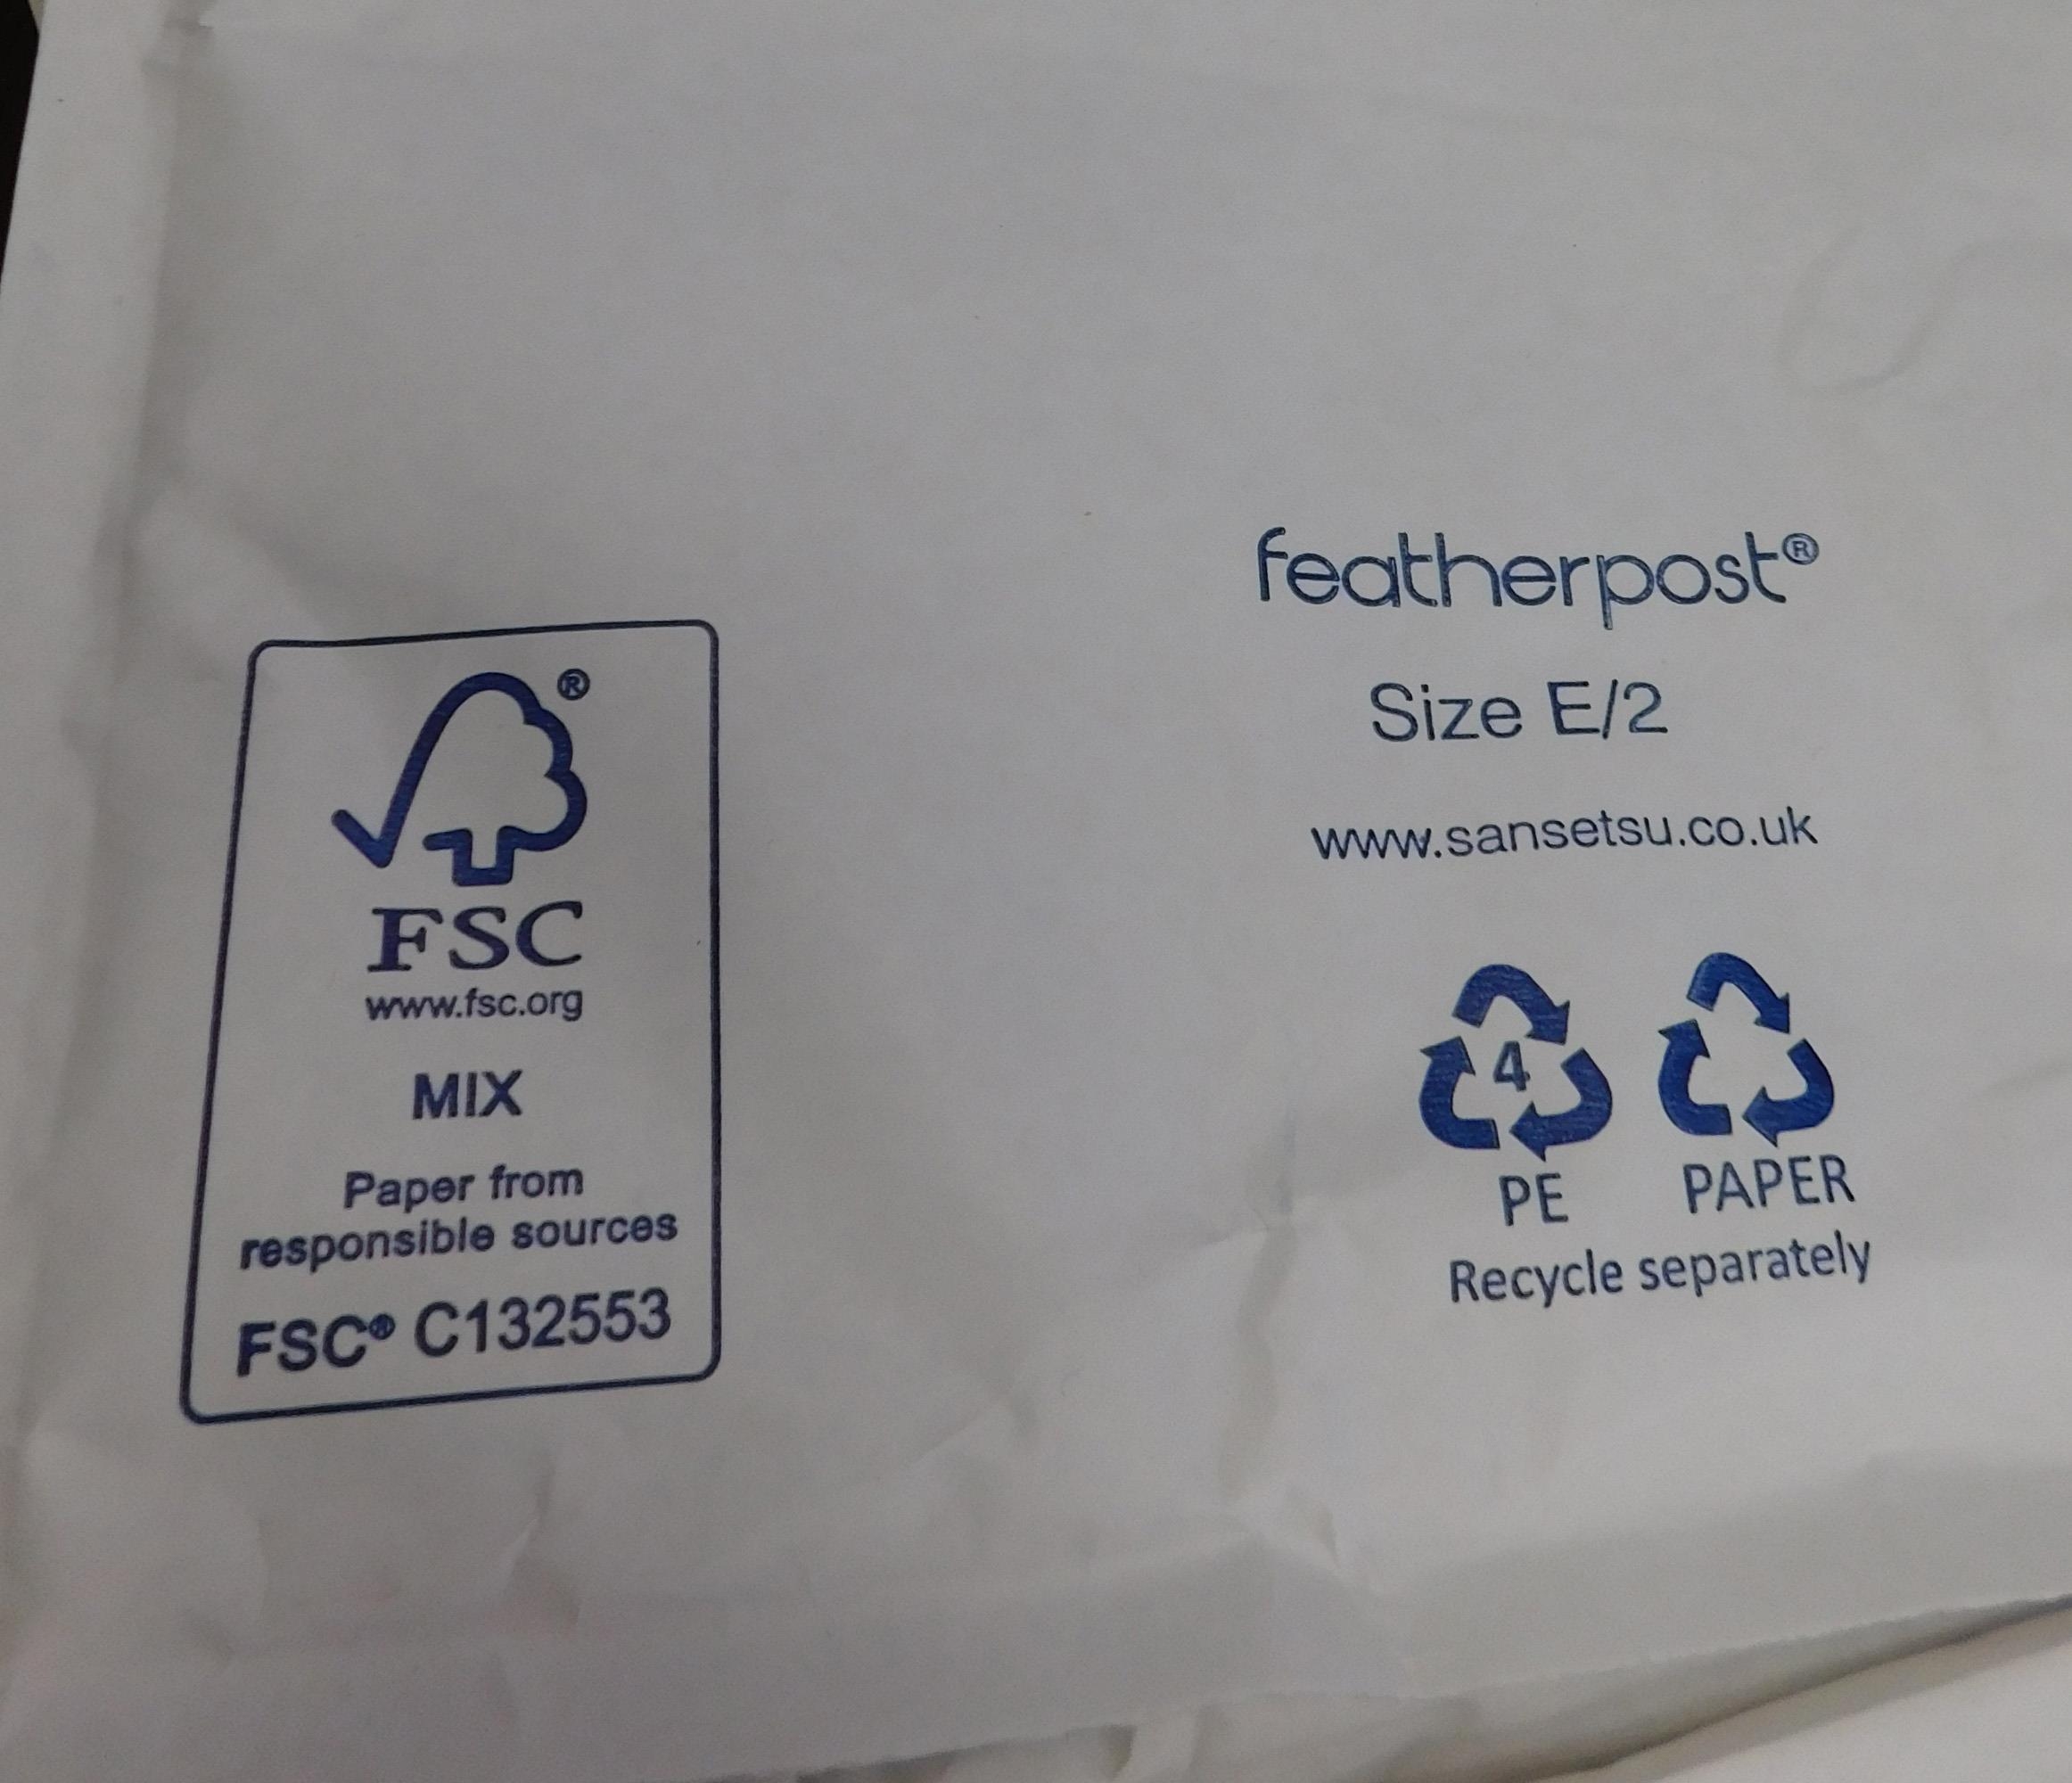 ®
FSC
www.fsc.org
MIX
Paper from
responsible sources
FSC® C132553
featherpost®
Size E/2
www.sansetsu.co.uk
4
PE PAPER
Recycle separately